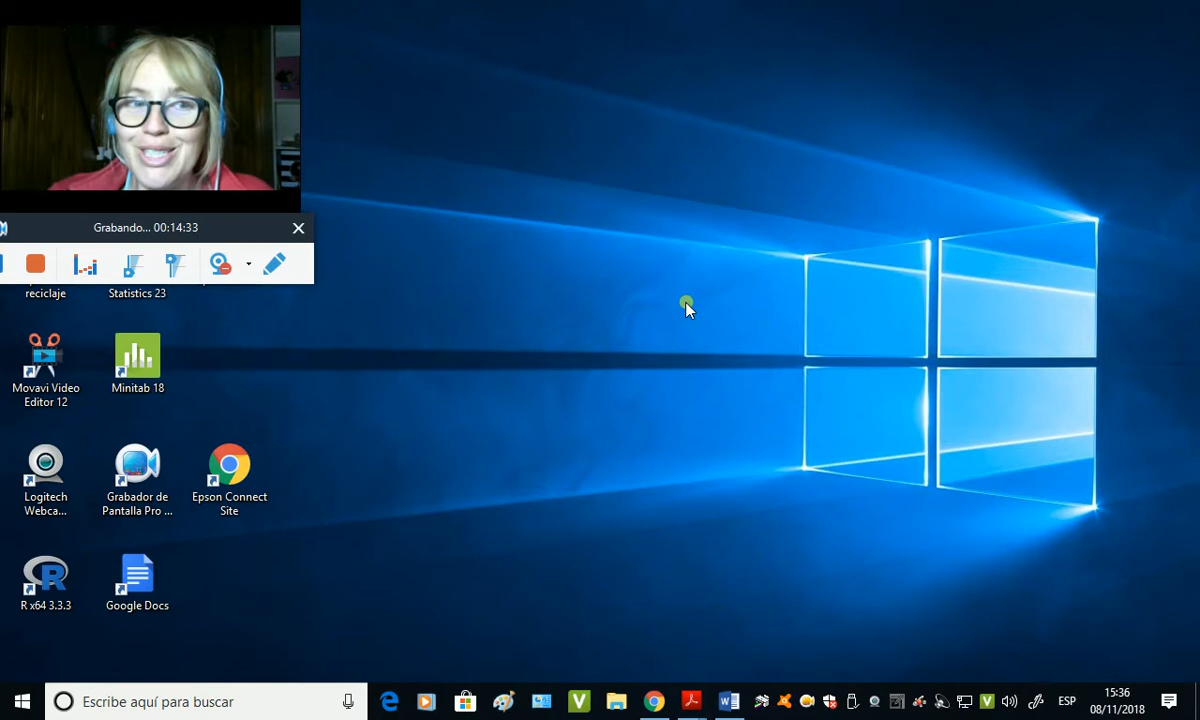 Grabando... 00:14:33
reciclaje
Statistics 23
Movavi Video
Editor 12
Minitab 18
Logitech
Webca...
Grabador de
Pantalla Pro ...
Epson Connect
Site
R x64 3.3.3
Google Docs
Escribe aquí para buscar
ESP
15:36
08/11/2018